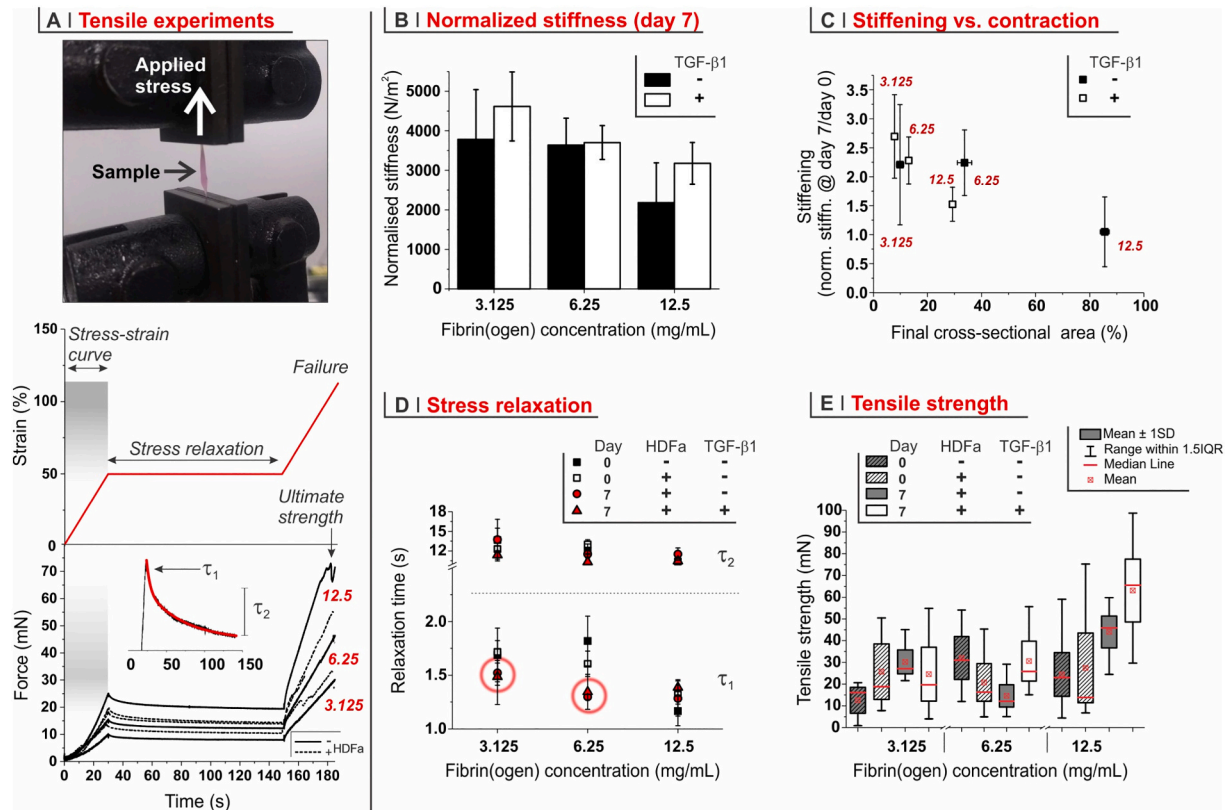 A | Tensile experiments
Applied
stress
Sample
150
100
50
0
Strain (%)
Stress-strain
curve
Failure
Stress relaxation
Ultimate
strength
70
60
50
40
30
20
10
0
Force (mN)
τ1
τ2
0 50 100 150
12.5
6.25
3.125
- HDFa
+
0 20 40 60 80 100 120 140 160 180
Time (s)
B | Normalized stiffness (day 7)
TGF-β1
-
+
5000
4000
3000
2000
1000
0
Normalised stiffness (N/m²)
3.125 6.25 12.5
Fibrin(ogen) concentration (mg/mL)
C | Stiffening vs. contraction
TGF-β1
-
+
3.5
3.0
2.5
2.0
1.5
1.0
0.5
0.0
Stiffening
(norm. stiffn. @ day 7/day 0)
3.125
6.25
12.5
6.25
3.125
12.5
0 20 40 60 80 100
Final cross-sectional area (%)
D | Stress relaxation
Day HDFa TGF-β1
0 - -
0 + -
7 + -
7 + +
18
15
12
2.0
1.5
1.0
Relaxation time (s)
τ2
τ1
3.125 6.25 12.5
Fibrin(ogen) concentration (mg/mL)
E | Tensile strength
Day HDFa TGF-β1
0 - -
0 + -
7 + -
7 + +
Mean ± 1SD
Range within 1.5IQR
Median Line
Mean
100
90
80
70
60
50
40
30
20
10
0
Tensile strength (mN)
3.125 6.25 12.5
Fibrin(ogen) concentration (mg/mL)